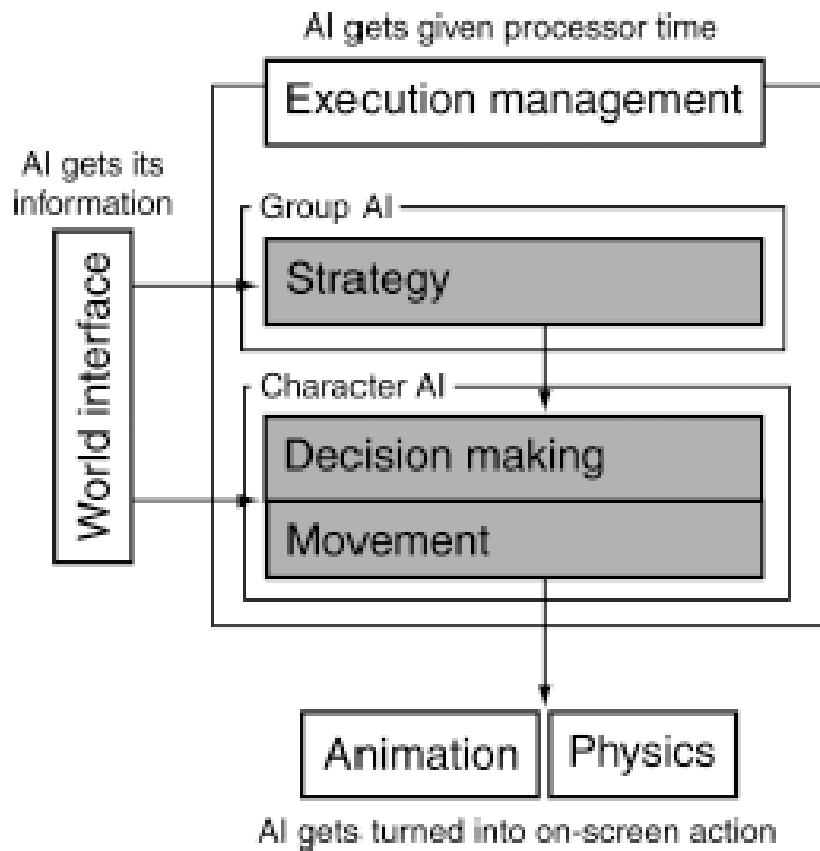 AI gets given processor time
Execution management
AI gets its
information
Group AI
Strategy
World interface
Character AI
Decision making
Movement
Animation
Physics
AI gets turned into on-screen action